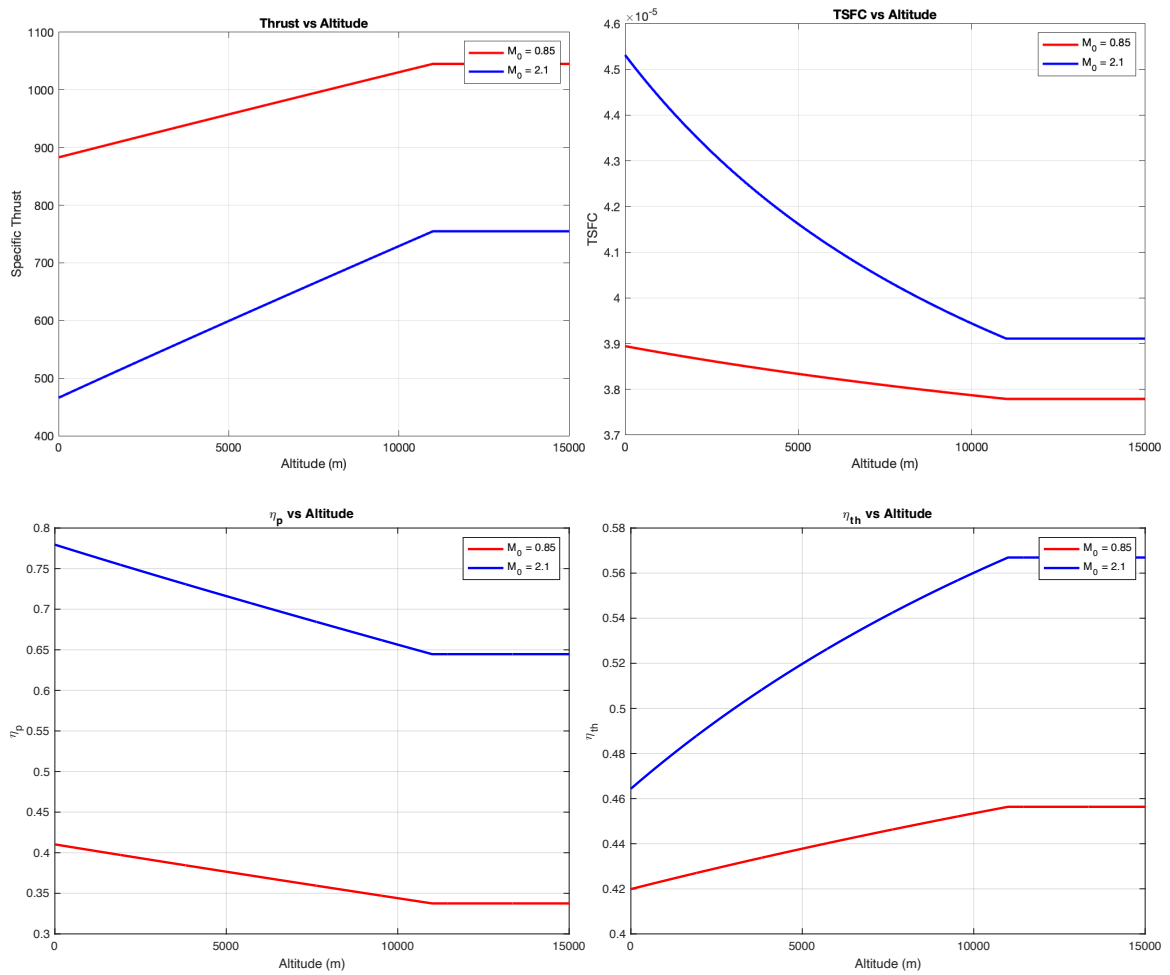 Thrust vs Altitude
1100
1000
900
800
700
600
500
400
Specific Thrust
0
5000
10000
15000
Altitude (m)
M0 = 0.85
M0 = 2.1
TSFC vs Altitude
×10-5
4.6
4.5
4.4
4.3
4.2
4.1
4
3.9
3.8
3.7
TSFC
0
5000
10000
15000
Altitude (m)
M0 = 0.85
M0 = 2.1
ηp vs Altitude
0.8
0.75
0.7
0.65
0.6
0.55
0.5
0.45
0.4
0.35
0.3
ηp
0
5000
10000
15000
Altitude (m)
M0 = 0.85
M0 = 2.1
ηth vs Altitude
0.58
0.56
0.54
0.52
0.5
0.48
0.46
0.44
0.42
0.4
ηth
0
5000
10000
15000
Altitude (m)
M0 = 0.85
M0 = 2.1